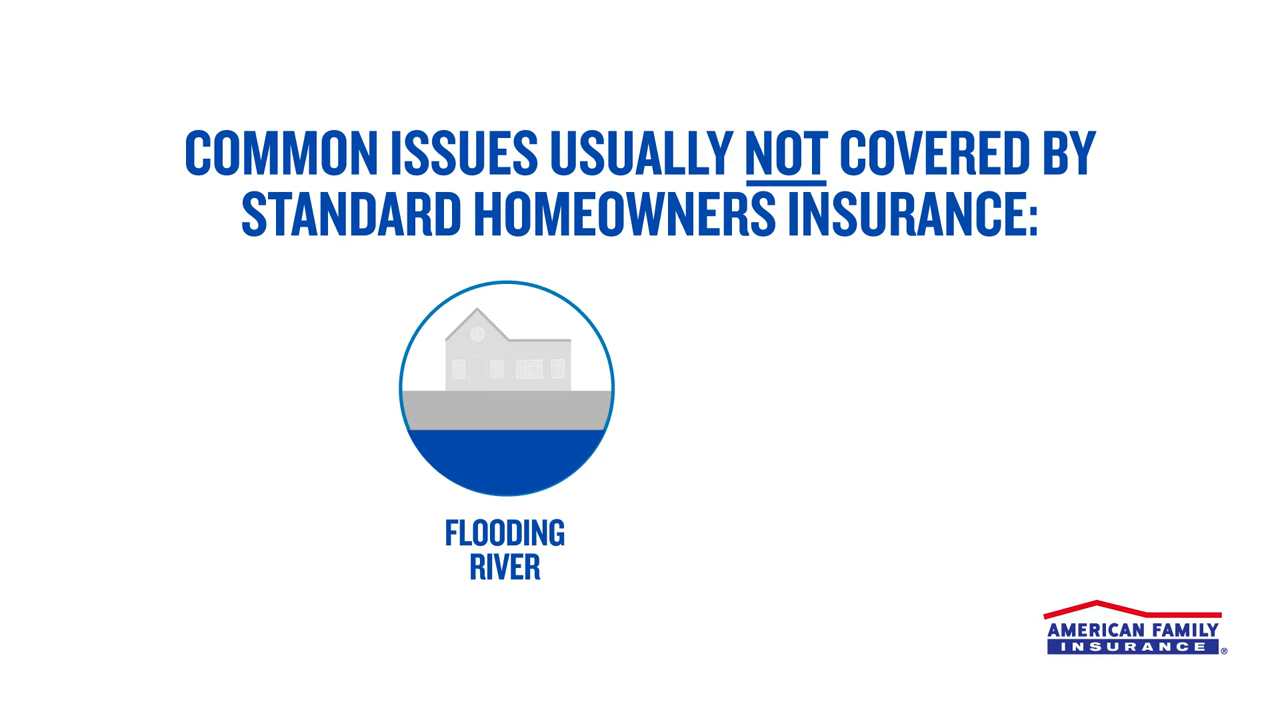 COMMON ISSUES USUALLY NOT COVERED BY
STANDARD HOMEOWNERS INSURANCE:
FLOODING
RIVER
AMERICAN FAMILY
INSURANCE®